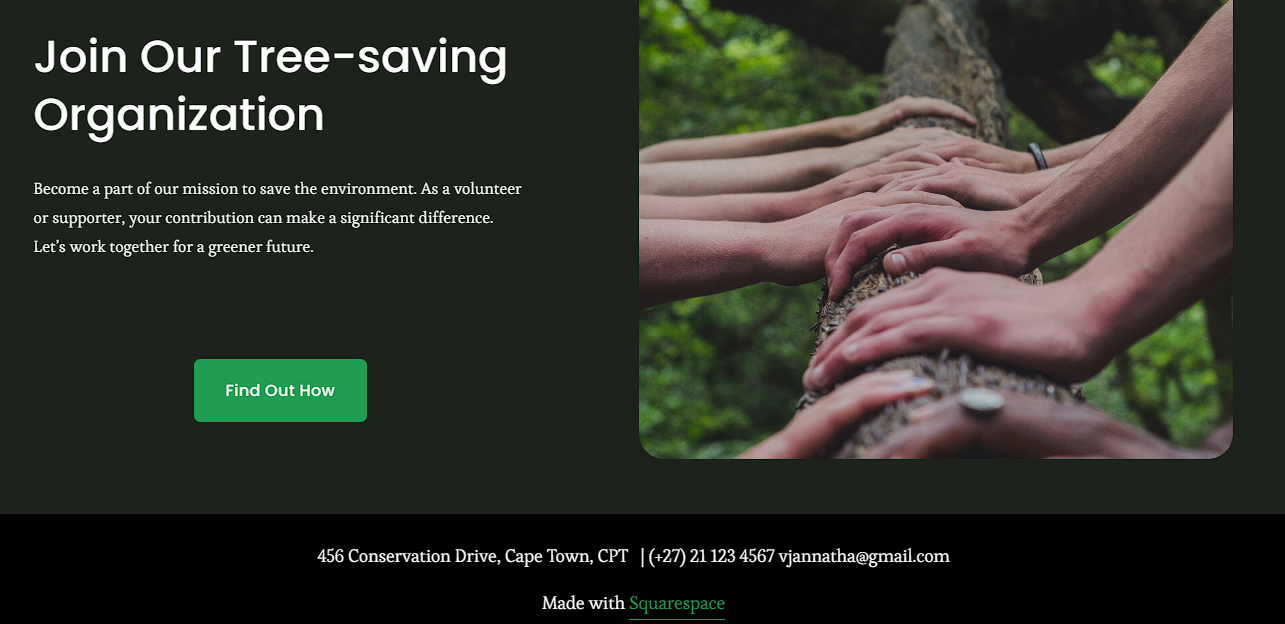 Join Our Tree-saving
Organization
Become a part of our mission to save the environment. As a volunteer
or supporter, your contribution can make a significant difference.
Let’s work together for a greener future.
Find Out How
456 Conservation Drive, Cape Town, CPT | (+27) 21 123 4567 vjannatha@gmail.com
Made with Squarespace